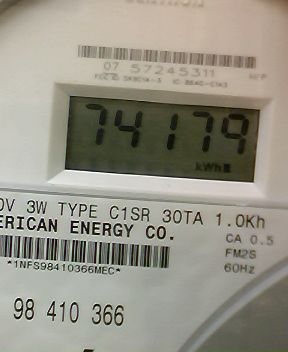 07 57245311
74179
kWh
0V 3W TYPE C1SR 30TA 1.0Kh
ERICAN ENERGY CO.
CA 0.5
FM2S
*1NFS98410366MEC*
60Hz
98 410 366